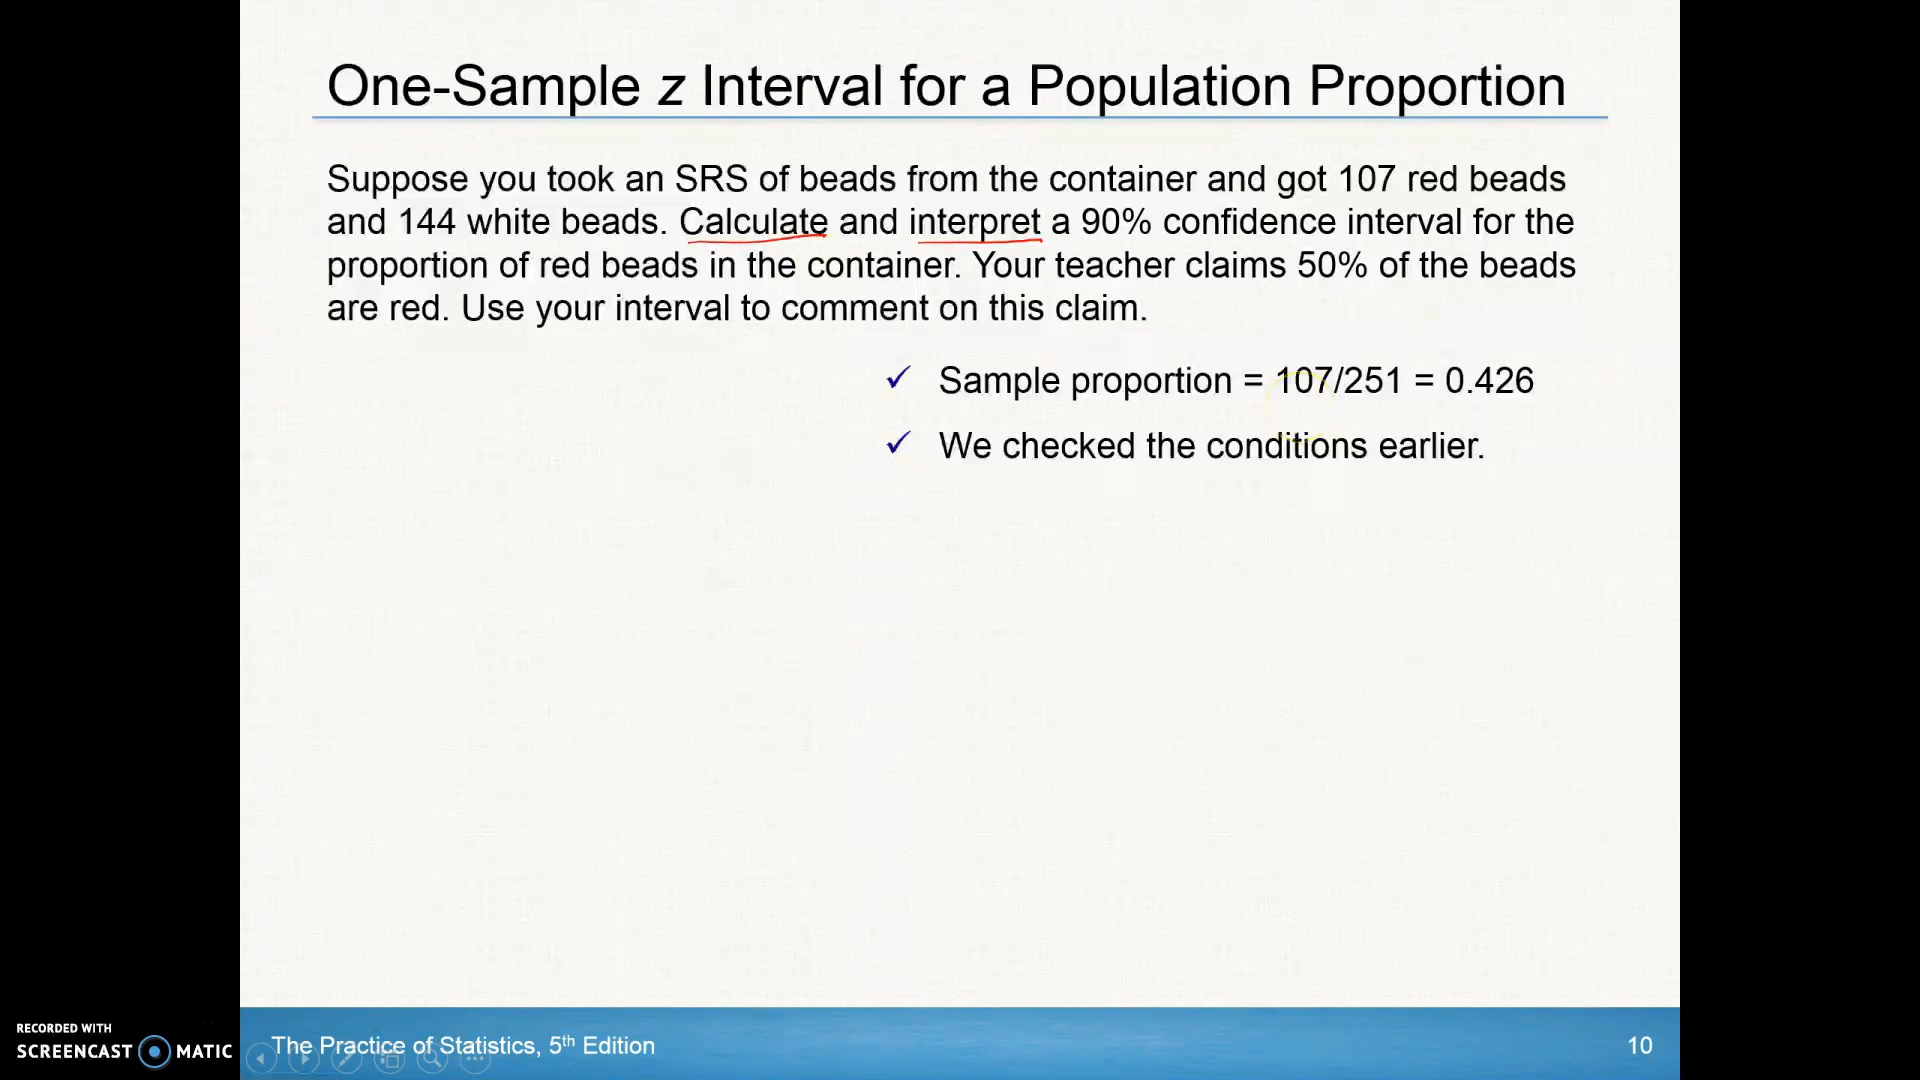 One-Sample z Interval for a Population Proportion
Suppose you took an SRS of beads from the container and got 107 red beads
and 144 white beads. Calculate and interpret a 90% confidence interval for the
proportion of red beads in the container. Your teacher claims 50% of the beads
are red. Use your interval to comment on this claim.
✓ Sample proportion = 107/251 = 0.426
✓ We checked the conditions earlier.
The Practice of Statistics, 5th Edition
10
RECORDED WITH
SCREENCAST MATIC